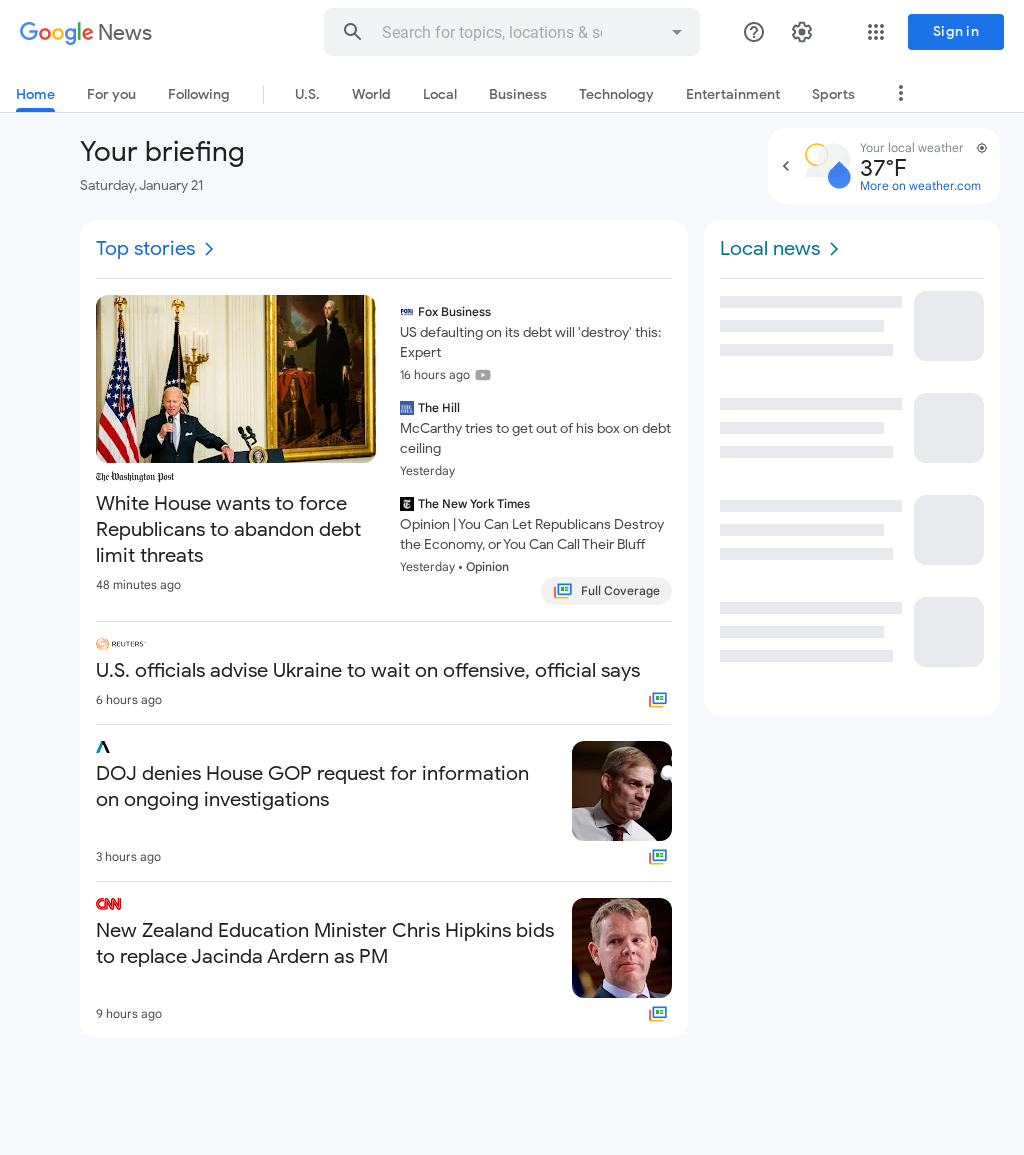 Google News
Search for topics, locations & so
Sign in
Home
For you
Following
U.S.
World
Local
Business
Technology
Entertainment
Sports
Your briefing
Saturday, January 21
Your local weather
37°F
More on weather.com
Top stories
Local news
The Washington Post
White House wants to force
Republicans to abandon debt
limit threats
48 minutes ago
Fox Business
US defaulting on its debt will 'destroy' this:
Expert
16 hours ago
The Hill
McCarthy tries to get out of his box on debt
ceiling
Yesterday
The New York Times
Opinion | You Can Let Republicans Destroy
the Economy, or You Can Call Their Bluff
Yesterday • Opinion
Full Coverage
REUTERS
U.S. officials advise Ukraine to wait on offensive, official says
6 hours ago
DOJ denies House GOP request for information
on ongoing investigations
3 hours ago
CNN
New Zealand Education Minister Chris Hipkins bids
to replace Jacinda Ardern as PM
9 hours ago